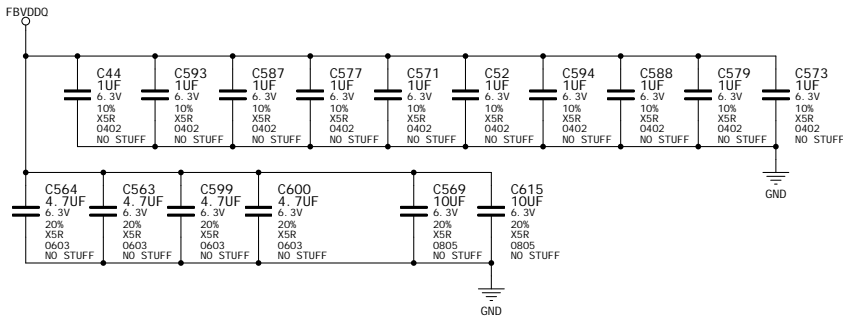 FBVDDQ
C44
1UF
6.3V
10%
X5R
0402
NO STUFF
C593
1UF
6.3V
10%
X5R
0402
NO STUFF
C587
1UF
6.3V
10%
X5R
0402
NO STUFF
C577
1UF
6.3V
10%
X5R
0402
NO STUFF
C571
1UF
6.3V
10%
X5R
0402
NO STUFF
C52
1UF
6.3V
10%
X5R
0402
NO STUFF
C594
1UF
6.3V
10%
X5R
0402
NO STUFF
C588
1UF
6.3V
10%
X5R
0402
NO STUFF
C579
1UF
6.3V
10%
X5R
0402
NO STUFF
C573
1UF
6.3V
10%
X5R
0402
NO STUFF
GND
C564
4.7UF
6.3V
20%
X5R
0603
NO STUFF
C563
4.7UF
6.3V
20%
X5R
0603
NO STUFF
C599
4.7UF
6.3V
20%
X5R
0603
NO STUFF
C600
4.7UF
6.3V
20%
X5R
0603
NO STUFF
C569
10UF
6.3V
20%
X5R
0805
NO STUFF
C615
10UF
6.3V
20%
X5R
0805
NO STUFF
GND